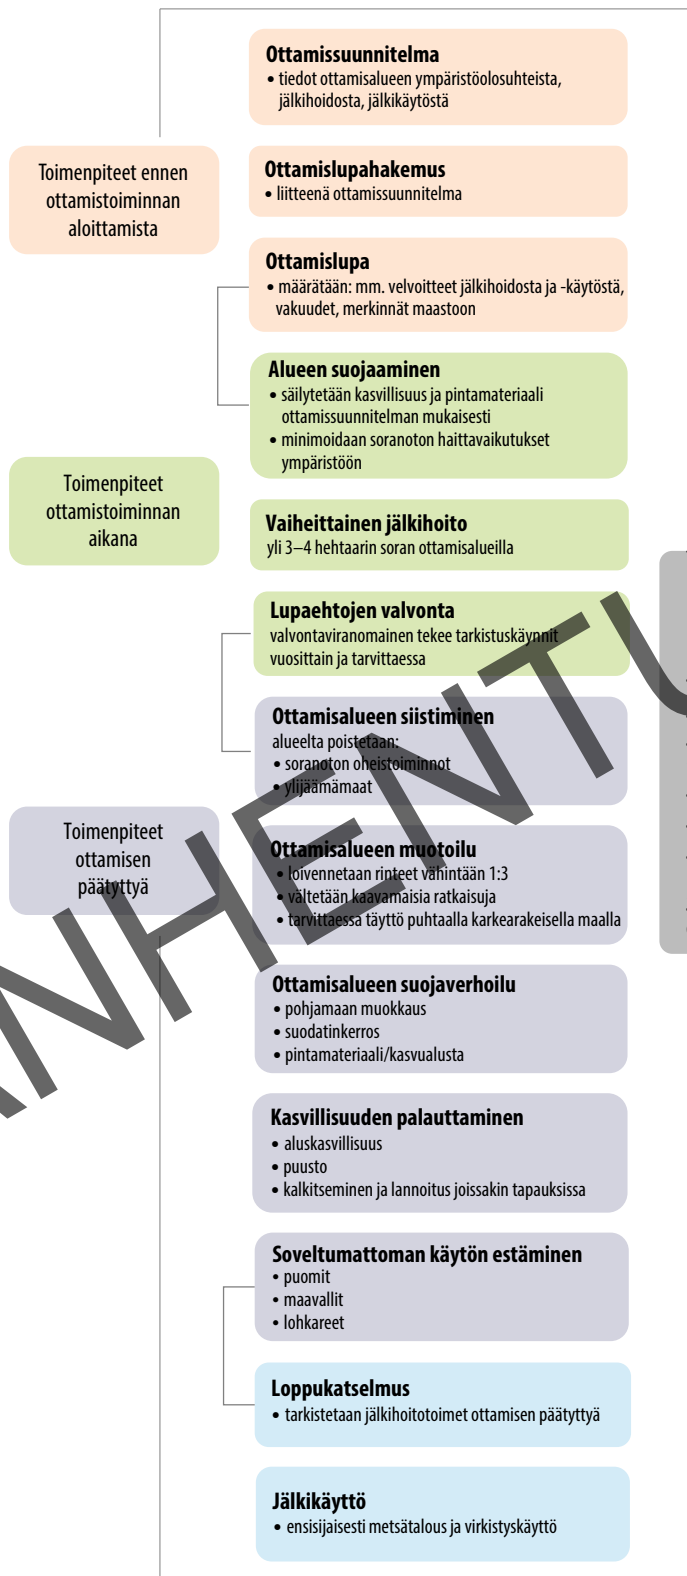 Ottamissuunnitelma
• tiedot ottamisalueen ympäristöolosuhteista,
jälkihoidosta, jälkikäytöstä
Toimenpiteet ennen
ottamistoiminnan
aloittamista
Ottamislupahakemus
• liitteenä ottamissuunnitelma
Ottamislupa
• määrätään: mm. velvoitteet jälkihoidosta ja -käytöstä,
vakuudet, merkinnät maastoon
Alueen suojaaminen
• säilytetään kasvillisuus ja pintamateriaali
ottamissuunnitelman mukaisesti
• minimoidaan soranoton haittavaikutukset
ympäristöön
Toimenpiteet
ottamistoiminnan
aikana
Vaiheittainen jälkihoito
yli 3–4 hehtaarin soran ottamisalueilla
Lupaehtojen valvonta
valvontaviranomainen tekee tarkistuskäynnit
vuosittain ja tarvittaessa
Ottamisalueen siistiminen
alueelta poistetaan:
• soranoton oheistoiminnot
• ylijäämämaat
Toimenpiteet
ottamisen
päätyttyä
Ottamisalueen muotoilu
• loivennetaan rinteet vähintään 1:3
• vältetään kaavamaisia ratkaisuja
• tarvittaessa täyttö puhtaalla karkearakeisella maalla
Ottamisalueen suojaverhoilu
• pohjamaan muokkaus
• suodatinkerros
• pintamateriaali/kasvualusta
Kasvillisuuden palauttaminen
• aluskasvillisuus
• puusto
• kalkitseminen ja lannoitus joissakin tapauksissa
Soveltumattoman käytön estäminen
• puomit
• maavallit
• lohkareet
Loppukatselmus
• tarkistetaan jälkihoitotoimet ottamisen päätyttyä
Jälkikäyttö
• ensisijaisesti metsätalous ja virkistyskäyttö